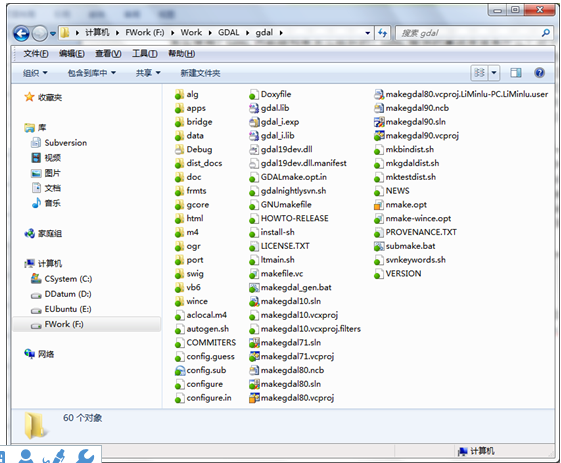 计算机 ▸ FWork (F:) ▸ Work ▸ GDAL ▸ gdal ▸
搜索 gdal
文件(F) 编辑(E) 查看(V) 工具(T) 帮助(H)
组织 包含到库中 共享 新建文件夹
收藏夹
库
Subversion
视频
图片
文档
音乐
家庭组
计算机
CSystem (C:)
DDatum (D:)
EUbuntu (E:)
FWork (F:)
网络
alg
apps
bridge
data
Debug
dist_docs
doc
frmts
gcore
html
m4
ogr
port
swig
vb6
wince
aclocal.m4
autogen.sh
COMMITERS
config.guess
config.sub
configure
configure.in
Doxyfile
gdal.lib
gdal_i.exp
gdal_i.lib
gdal19dev.dll
gdal19dev.dll.manifest
GDALmake.opt.in
gdalnightlysvn.sh
GNUmakefile
HOWTO-RELEASE
install-sh
LICENSE.TXT
ltmain.sh
makefile.vc
makegdal_gen.bat
makegdal10.sln
makegdal10.vcxproj
makegdal10.vcxproj.filters
makegdal71.sln
makegdal71.vcproj
makegdal80.ncb
makegdal80.sln
makegdal80.vcproj
makegdal80.vcproj.LiMinlu-PC.LiMinlu.user
makegdal90.ncb
makegdal90.sln
makegdal90.vcproj
mkbindist.sh
mkgdaldist.sh
mktestdist.sh
NEWS
nmake.opt
nmake-wince.opt
PROVENANCE.TXT
submake.bat
svnkeywords.sh
VERSION
60 个对象
计算机